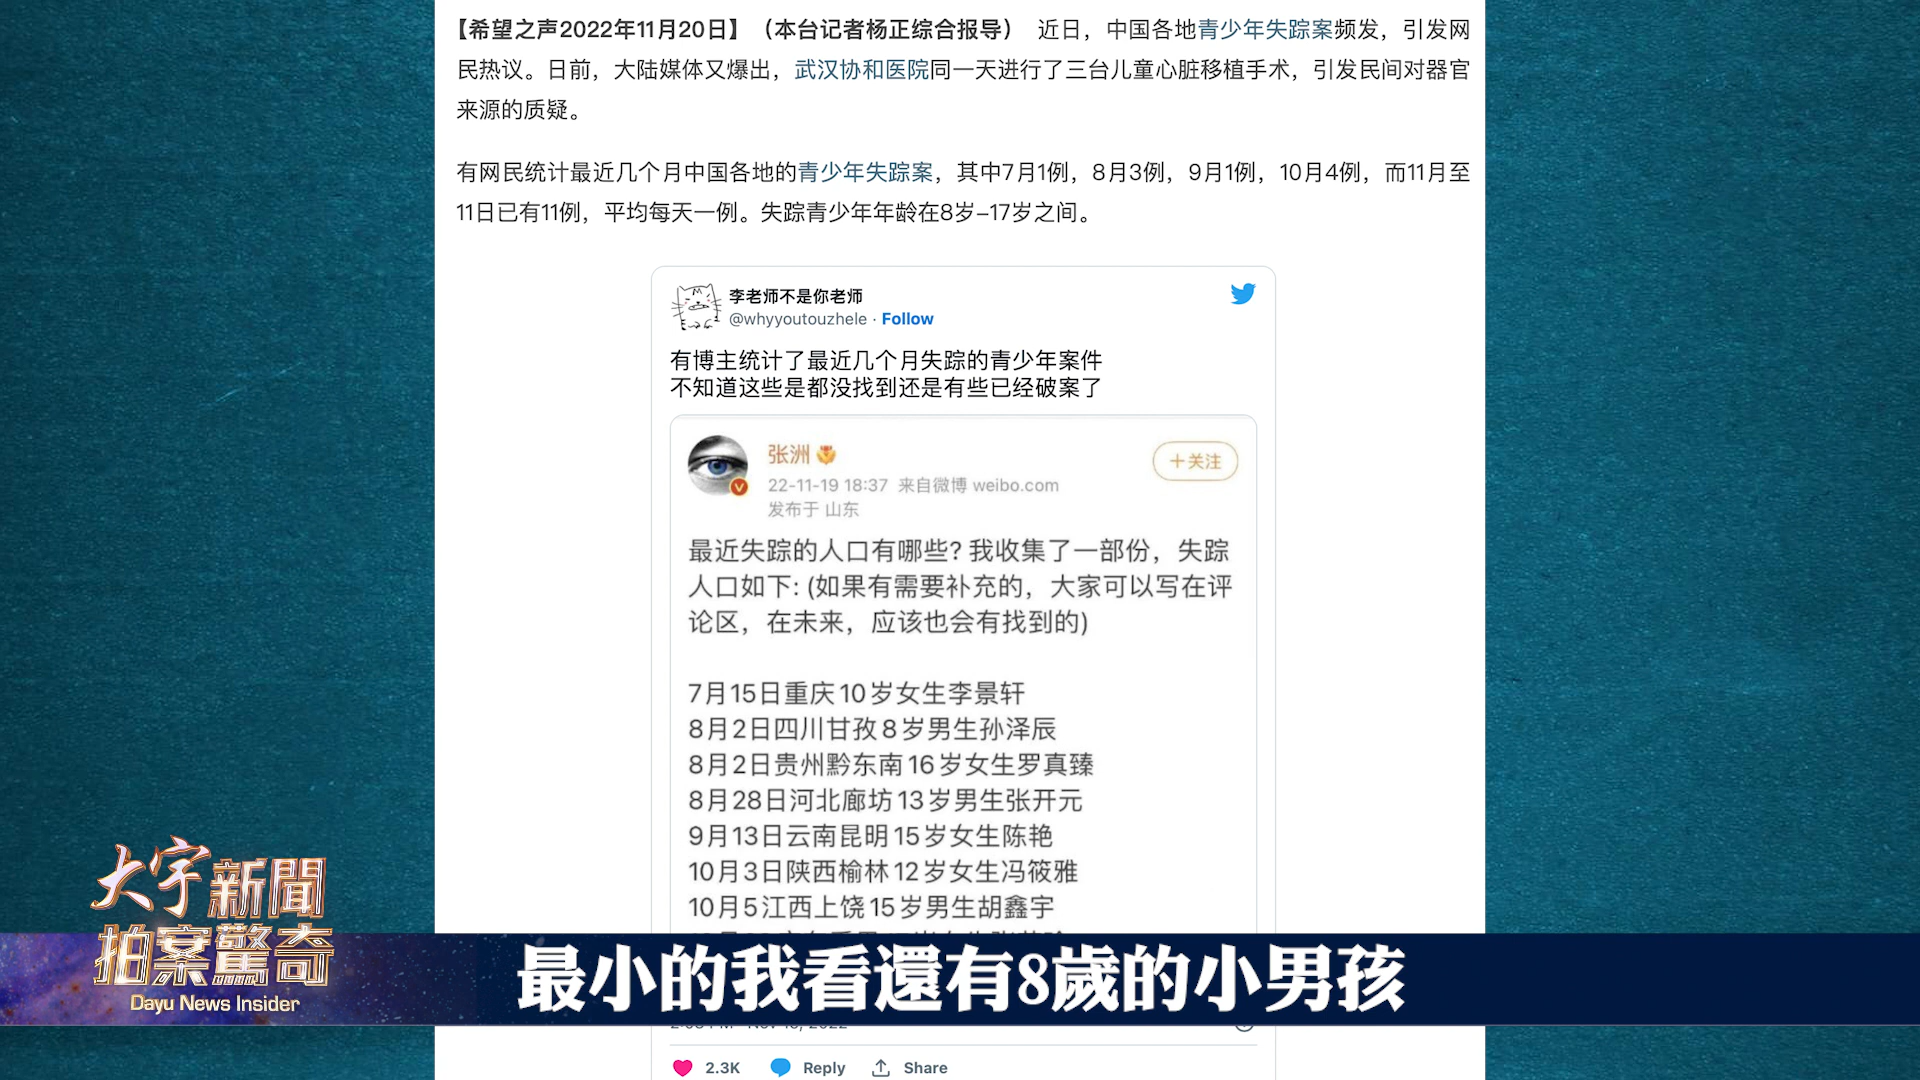 【希望之声2022年11月20日】（本台记者杨正综合报导） 近日，中国各地青少年失踪案频发，引发网
民热议。日前，大陆媒体又爆出，武汉协和医院同一天进行了三台儿童心脏移植手术，引发民间对器官
来源的质疑。
有网民统计最近几个月中国各地的青少年失踪案，其中7月1例，8月3例，9月1例，10月4例，而11月至
11日已有11例，平均每天一例。失踪青少年年龄在8岁–17岁之间。
李老师不是你老师
@whyyoutouzhele · Follow
有博主统计了最近几个月失踪的青少年案件
不知道这些是都没找到还是有些已经破案了
张洲
+关注
22-11-19 18:37 来自微博 weibo.com
发布于 山东
最近失踪的人口有哪些? 我收集了一部份，失踪
人口如下: (如果有需要补充的，大家可以写在评
论区，在未来，应该也会有找到的)
7月15日重庆10岁女生李景轩
8月2日四川甘孜8岁男生孙泽辰
8月2日贵州黔东南16岁女生罗真臻
8月28日河北廊坊13岁男生张开元
9月13日云南昆明15岁女生陈艳
10月3日陕西榆林12岁女生冯筱雅
10月5江西上饶15岁男生胡鑫宇
大宇新聞
拍案驚奇
Dayu News Insider
最小的我看還有8歲的小男孩
2.3K Reply Share